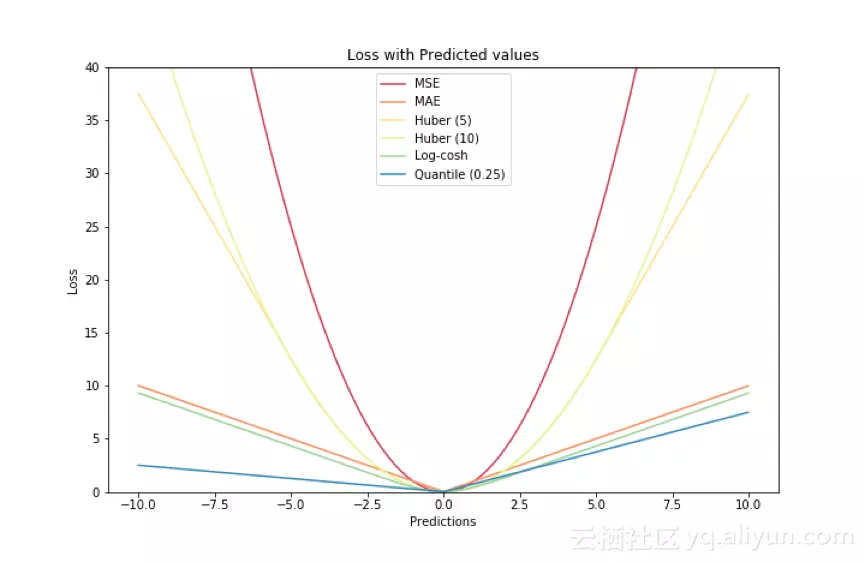 Loss with Predicted values
40
35
30
25
20
15
10
5
0
Loss
MSE
MAE
Huber (5)
Huber (10)
Log-cosh
Quantile (0.25)
−10.0 −7.5 −5.0 −2.5 0.0 2.5 5.0 7.5 10.0
Predictions
云栖社区 yq.aliyun.com